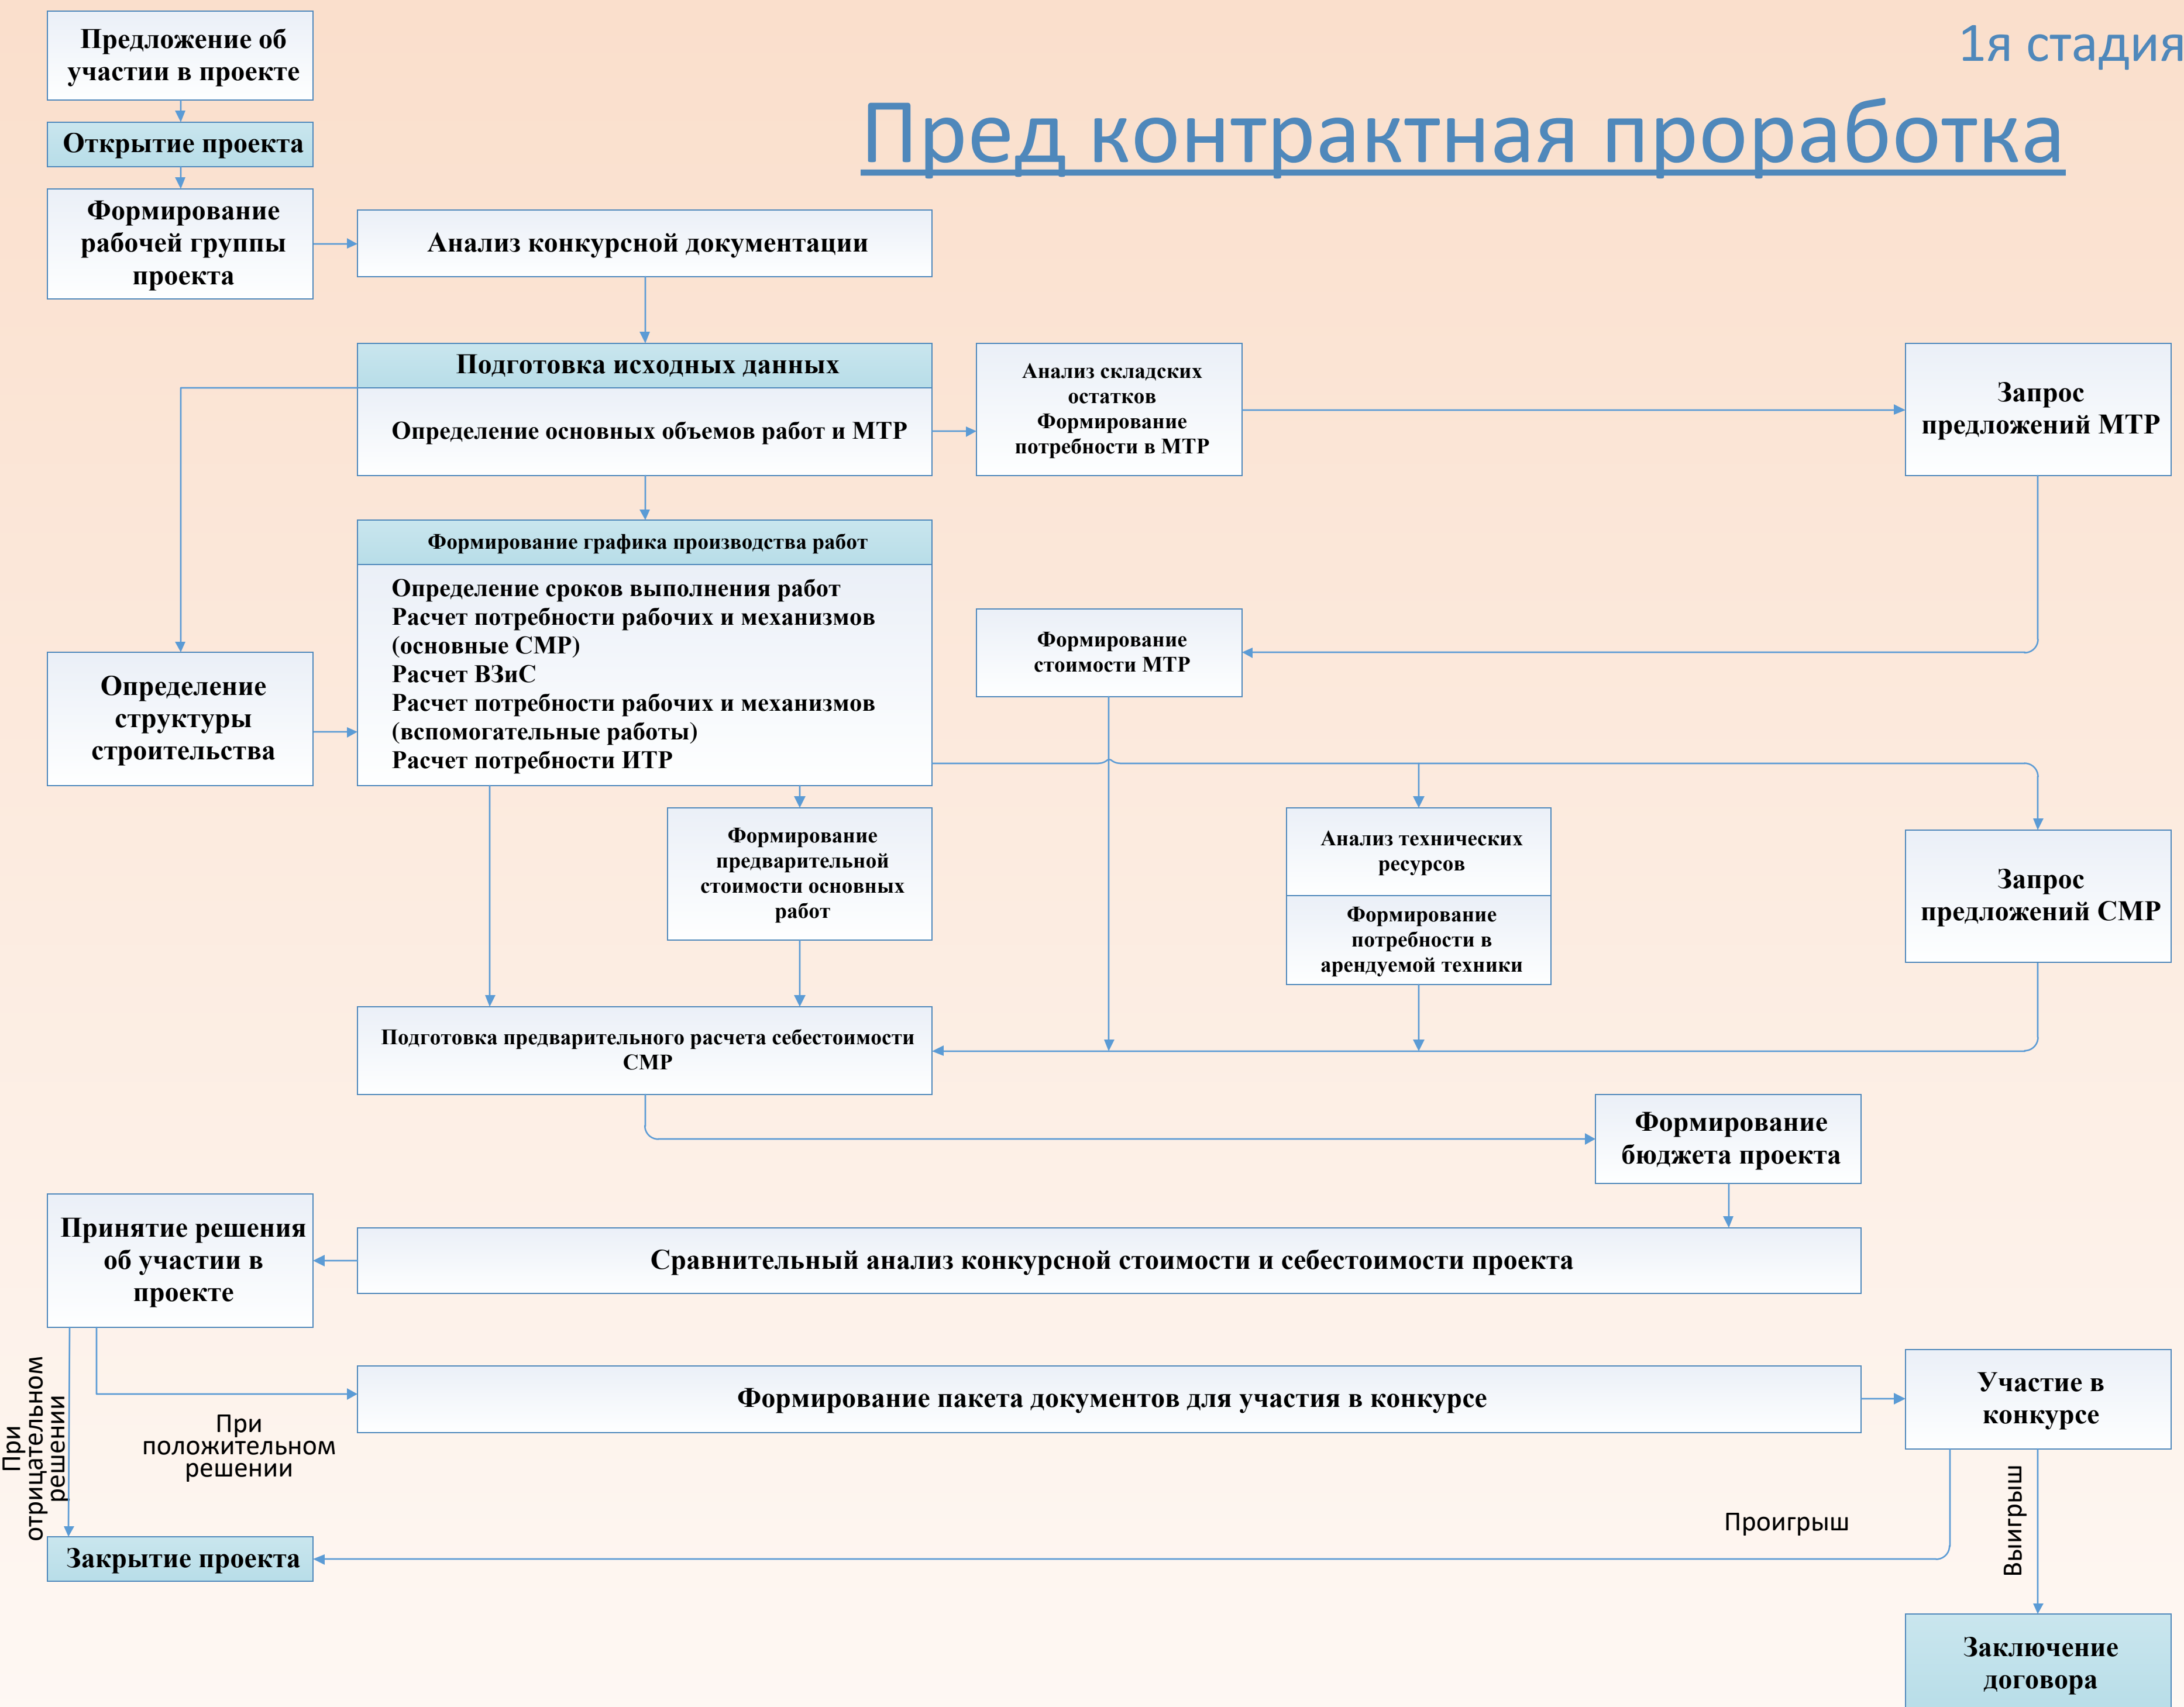 1я стадия
Пред контрактная проработка
Предложение об
участии в проекте
Открытие проекта
Формирование
рабочей группы
проекта
Анализ конкурсной документации
Подготовка исходных данных
Определение основных объемов работ и МТР
Анализ складских
остатков
Формирование
потребности в МТР
Запрос
предложений МТР
Формирование графика производства работ
Определение сроков выполнения работ
Расчет потребности рабочих и механизмов
(основные СМР)
Расчет ВЗиС
Расчет потребности рабочих и механизмов
(вспомогательные работы)
Расчет потребности ИТР
Формирование
стоимости МТР
Определение
структуры
строительства
Формирование
предварительной
стоимости основных
работ
Анализ технических
ресурсов
Формирование
потребности в
арендуемой техники
Запрос
предложений СМР
Подготовка предварительного расчета себестоимости
СМР
Формирование
бюджета проекта
Принятие решения
об участии в
проекте
Сравнительный анализ конкурсной стоимости и себестоимости проекта
Формирование пакета документов для участия в конкурсе
Участие в
конкурсе
При
отрицательном
решении
При
положительном
решении
Проигрыш
Выигрыш
Закрытие проекта
Заключение
договора